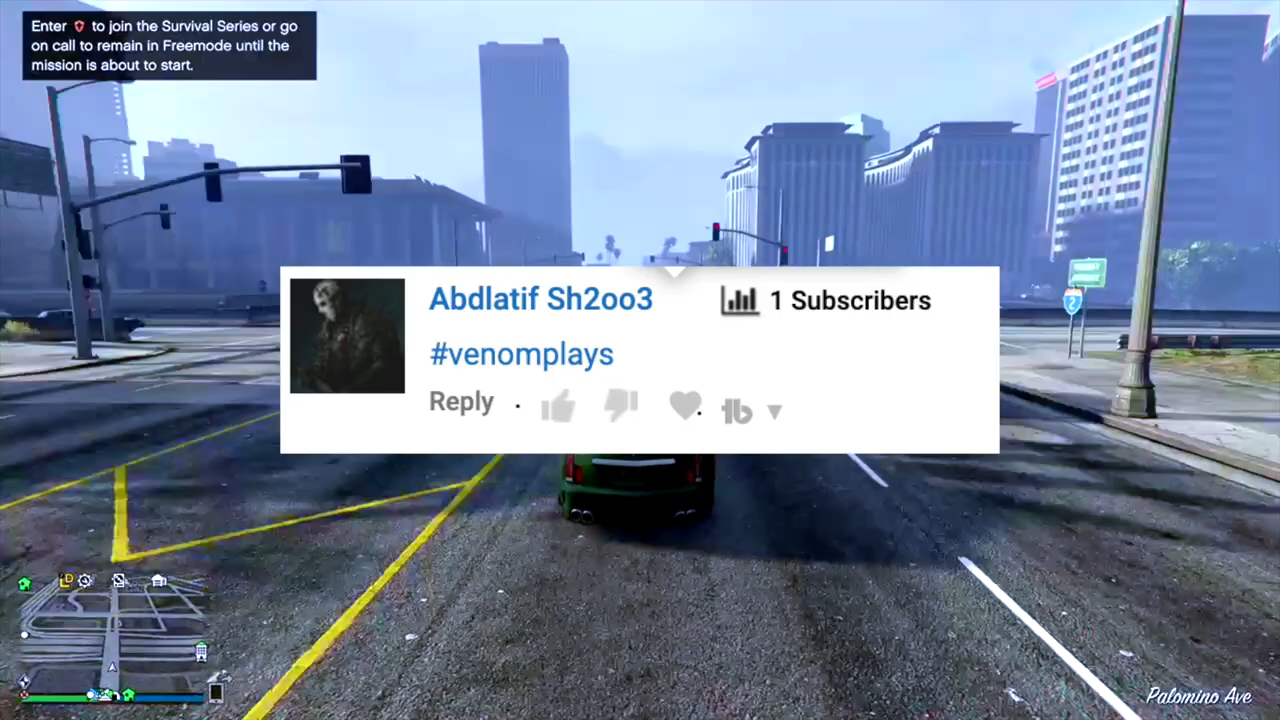 Enter to join the Survival Series or go
on call to remain in Freemode until the
mission is about to start.
Abdlatif Sh2oo3
1 Subscribers
#venomplays
Reply
Palomino Ave